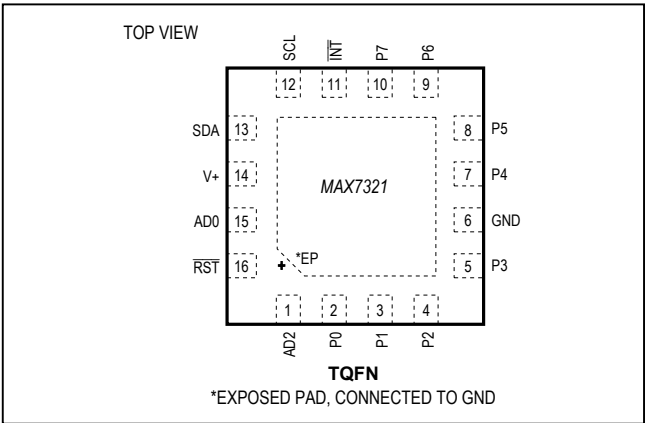 TOP VIEW
SCL
INT
P7
P6
12
11
10
9
SDA 13
8 P5
V+ 14
7 P4
MAX7321
AD0 15
6 GND
RST 16
+
*EP
5 P3
1
2
3
4
AD2
P0
P1
P2
TQFN
*EXPOSED PAD, CONNECTED TO GND